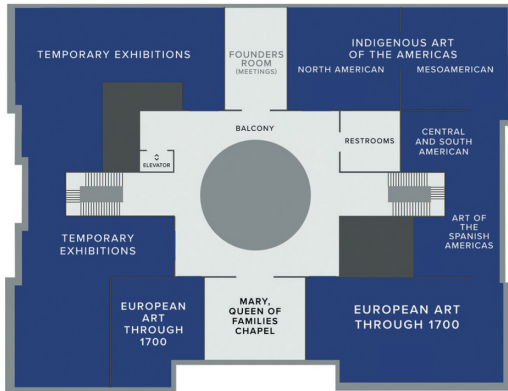 TEMPORARY EXHIBITIONS
FOUNDERS
ROOM
(MEETINGS)
INDIGENOUS ART
OF THE AMERICAS
NORTH AMERICAN
MESOAMERICAN
BALCONY
RESTROOMS
CENTRAL
AND SOUTH
AMERICAN
ELEVATOR
ART OF
THE
SPANISH
AMERICAS
TEMPORARY
EXHIBITIONS
EUROPEAN
ART
THROUGH
1700
MARY,
QUEEN OF
FAMILIES
CHAPEL
EUROPEAN ART
THROUGH 1700